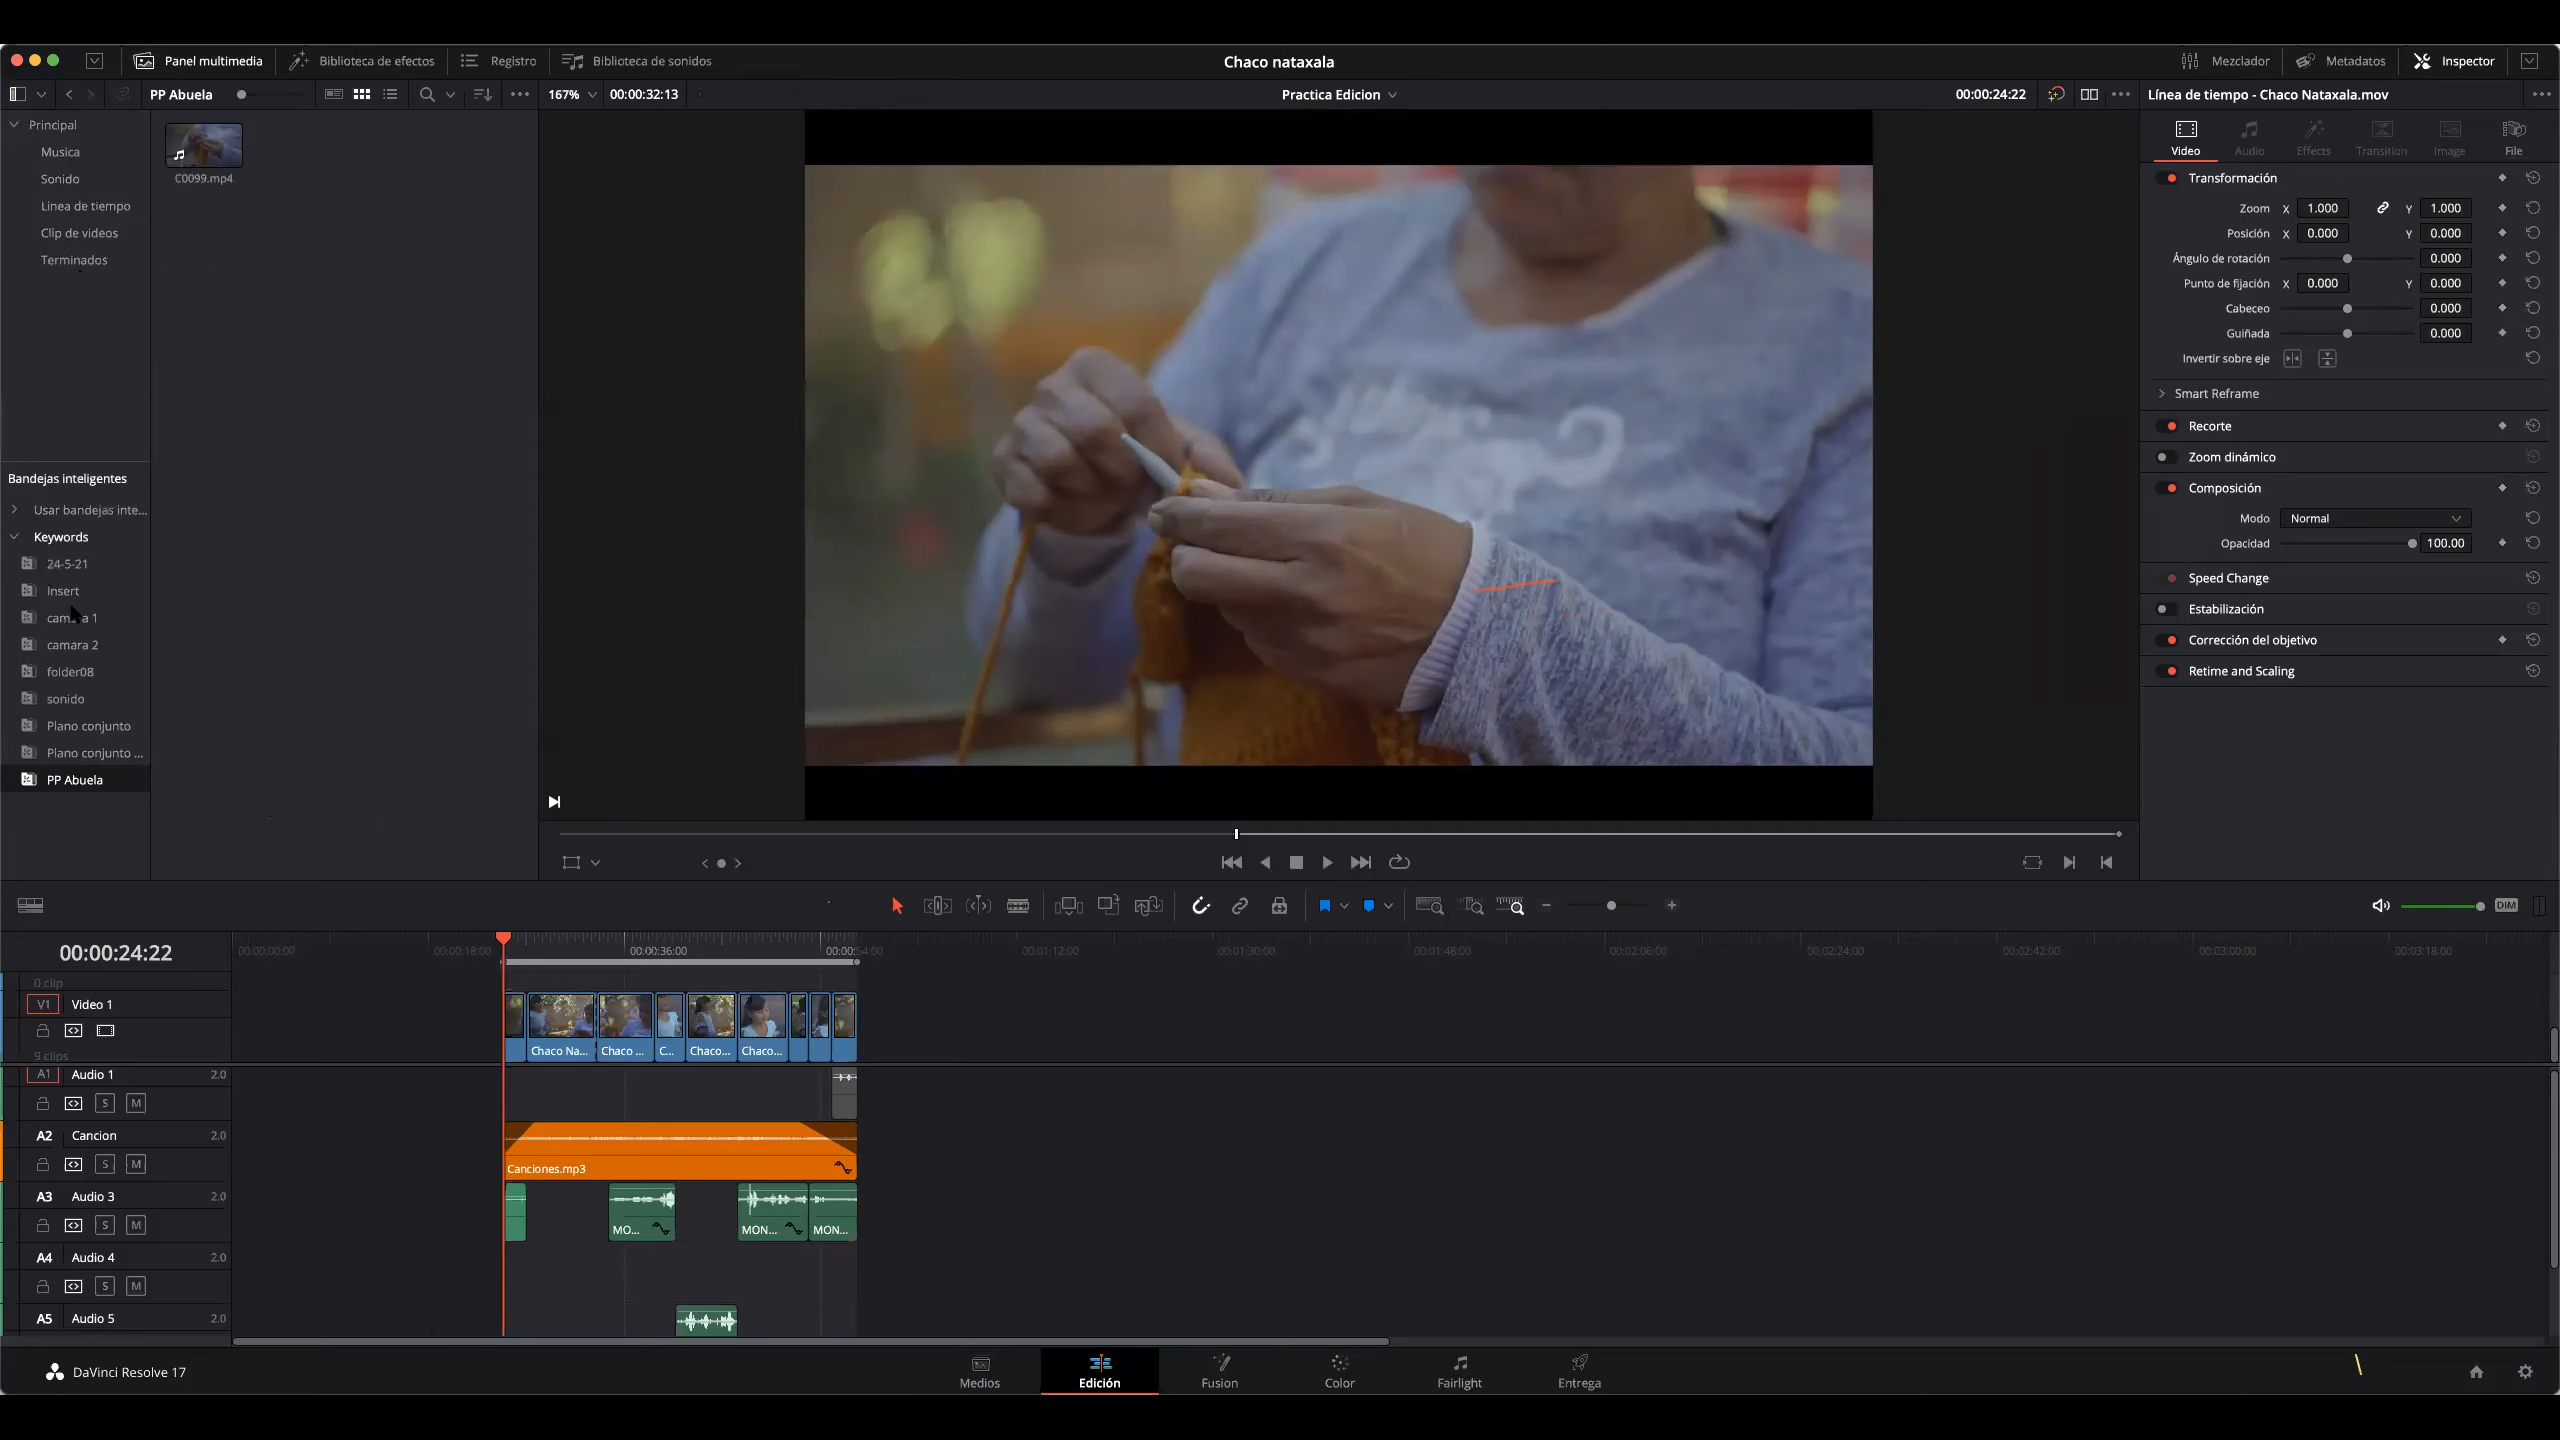 Panel multimedia
Biblioteca de efectos
Registro
Biblioteca de sonidos
Chaco nataxala
Mezclador
Metadatos
Inspector
PP Abuela
167%
00:00:32:13
Practica Edicion
00:00:24:22
Línea de tiempo - Chaco Nataxala.mov
Principal
Musica
Sonido
Linea de tiempo
Clip de videos
Terminados
C0099.mp4
Bandejas inteligentes
Usar bandejas inte...
Keywords
24-5-21
Insert
camara 1
camara 2
folder08
sonido
Plano conjunto
Plano conjunto ...
PP Abuela
Video
Audio
Effects
Transition
Image
File
Transformación
Zoom X 1.000 Y 1.000
Posición X 0.000 Y 0.000
Ángulo de rotación 0.000
Punto de fijación X 0.000 Y 0.000
Cabeceo 0.000
Guiñada 0.000
Invertir sobre eje
Smart Reframe
Recorte
Zoom dinámico
Composición
Modo Normal
Opacidad 100.00
Speed Change
Estabilización
Corrección del objetivo
Retime and Scaling
DIM
00:00:24:22
00:00:00:00
00:00:18:00
00:00:36:00
00:00:54:00
00:01:12:00
00:01:30:00
00:01:48:00
00:02:06:00
00:02:24:00
00:02:42:00
00:03:00:00
00:03:18:00
0 clip
V1 Video 1
9 clips
Chaco Na...
Chaco ...
C...
Chaco...
Chaco...
A1 Audio 1 2.0
S M
A2 Cancion 2.0
S M
Canciones.mp3
A3 Audio 3 2.0
S M
MO...
MON...
MON...
A4 Audio 4 2.0
S M
A5 Audio 5 2.0
DaVinci Resolve 17
Medios
Edición
Fusion
Color
Fairlight
Entrega